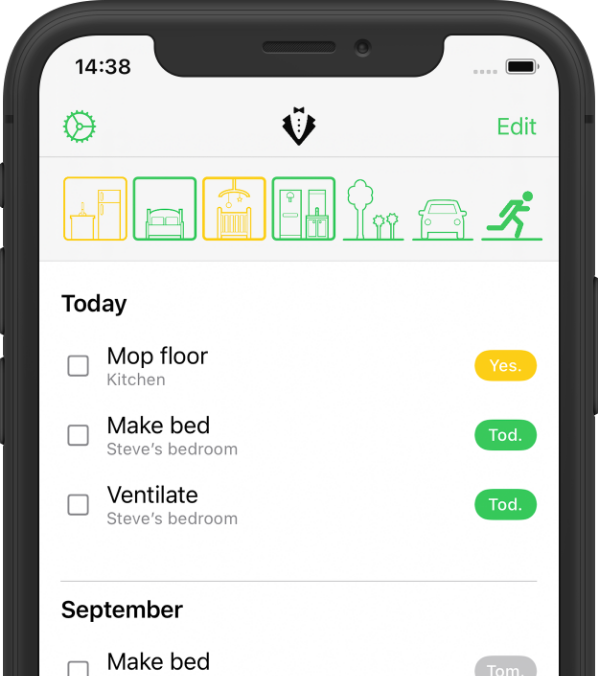 14:38
Edit
Today
Mop floor
Kitchen
Yes.
Make bed
Steve’s bedroom
Tod.
Ventilate
Steve’s bedroom
Tod.
September
Make bed
Tom.